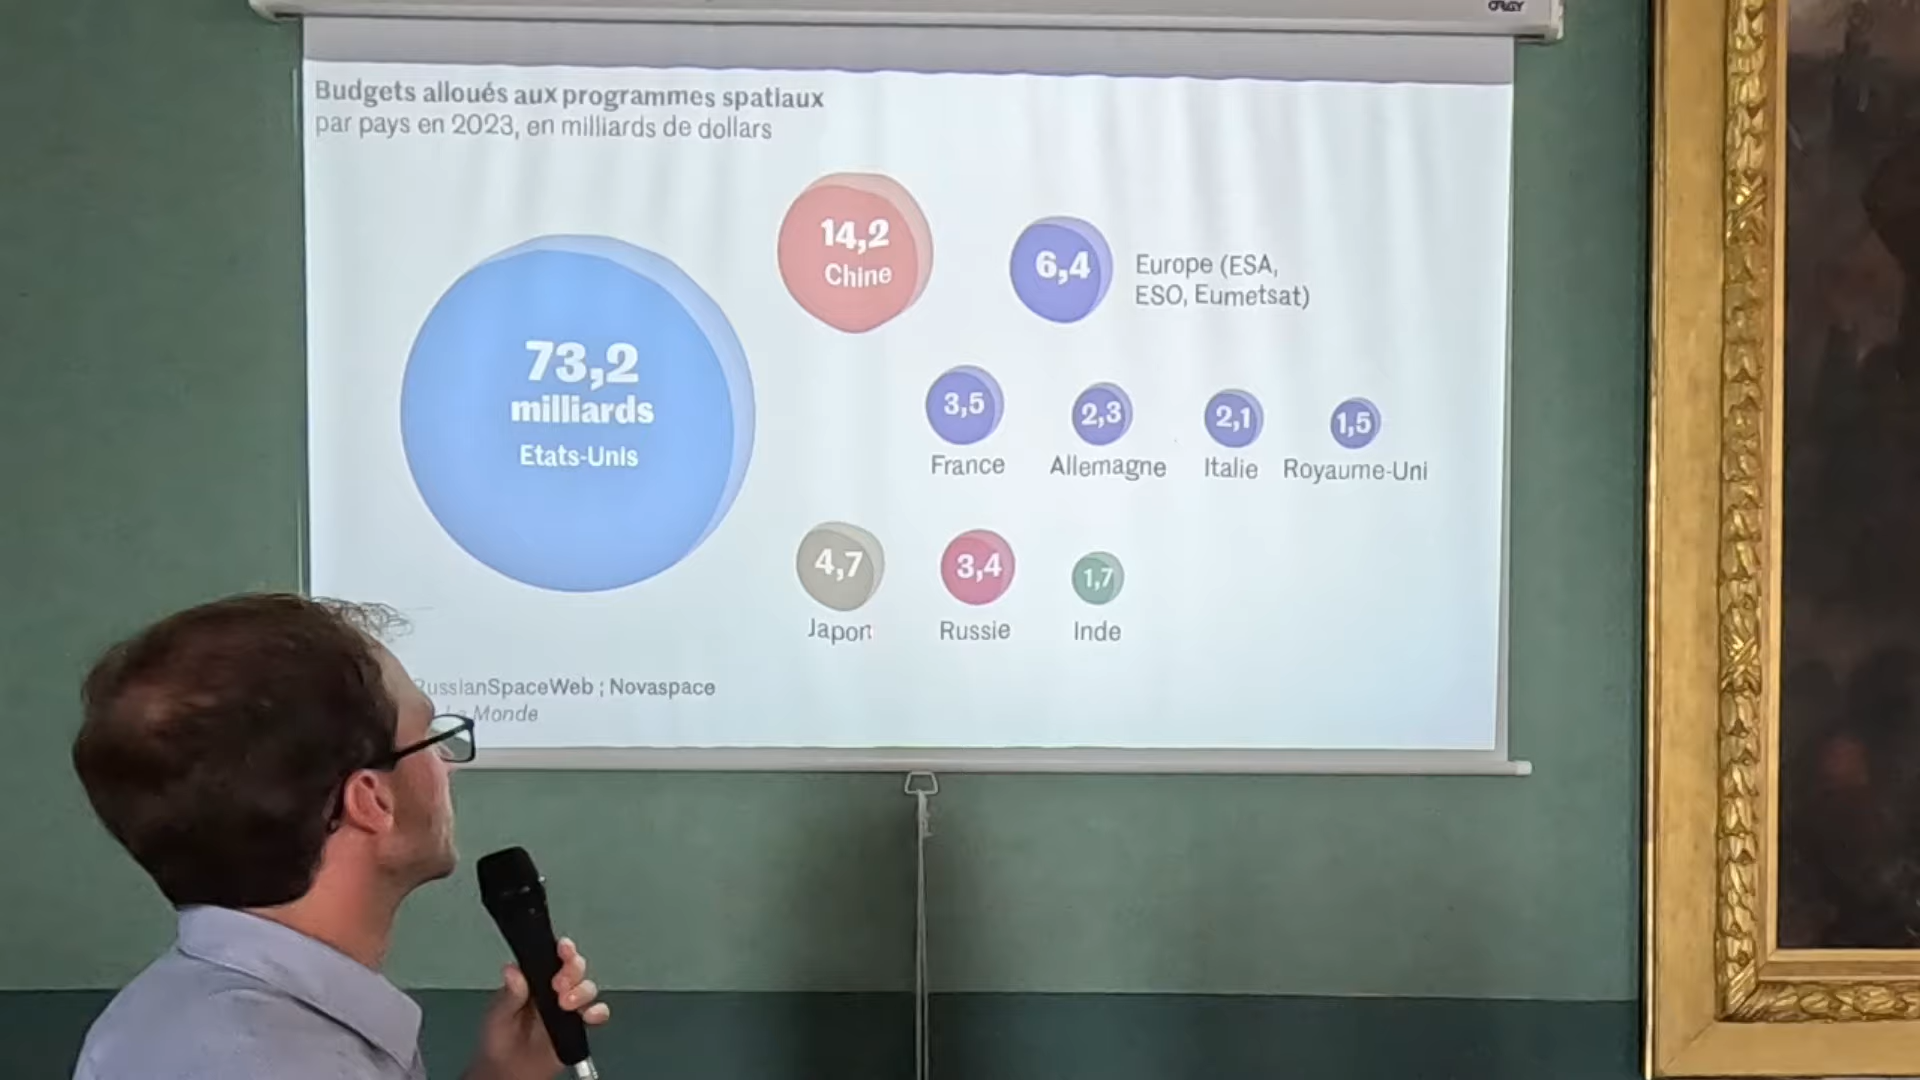 Budgets alloués aux programmes spatiaux
par pays en 2023, en milliards de dollars
73,2
milliards
Etats-Unis
14,2
Chine
6,4
Europe (ESA,
ESO, Eumetsat)
3,5
France
2,3
Allemagne
2,1
Italie
1,5
Royaume-Uni
4,7
Japon
3,4
Russie
1,7
Inde
RussianSpaceWeb ; Novaspace
Le Monde